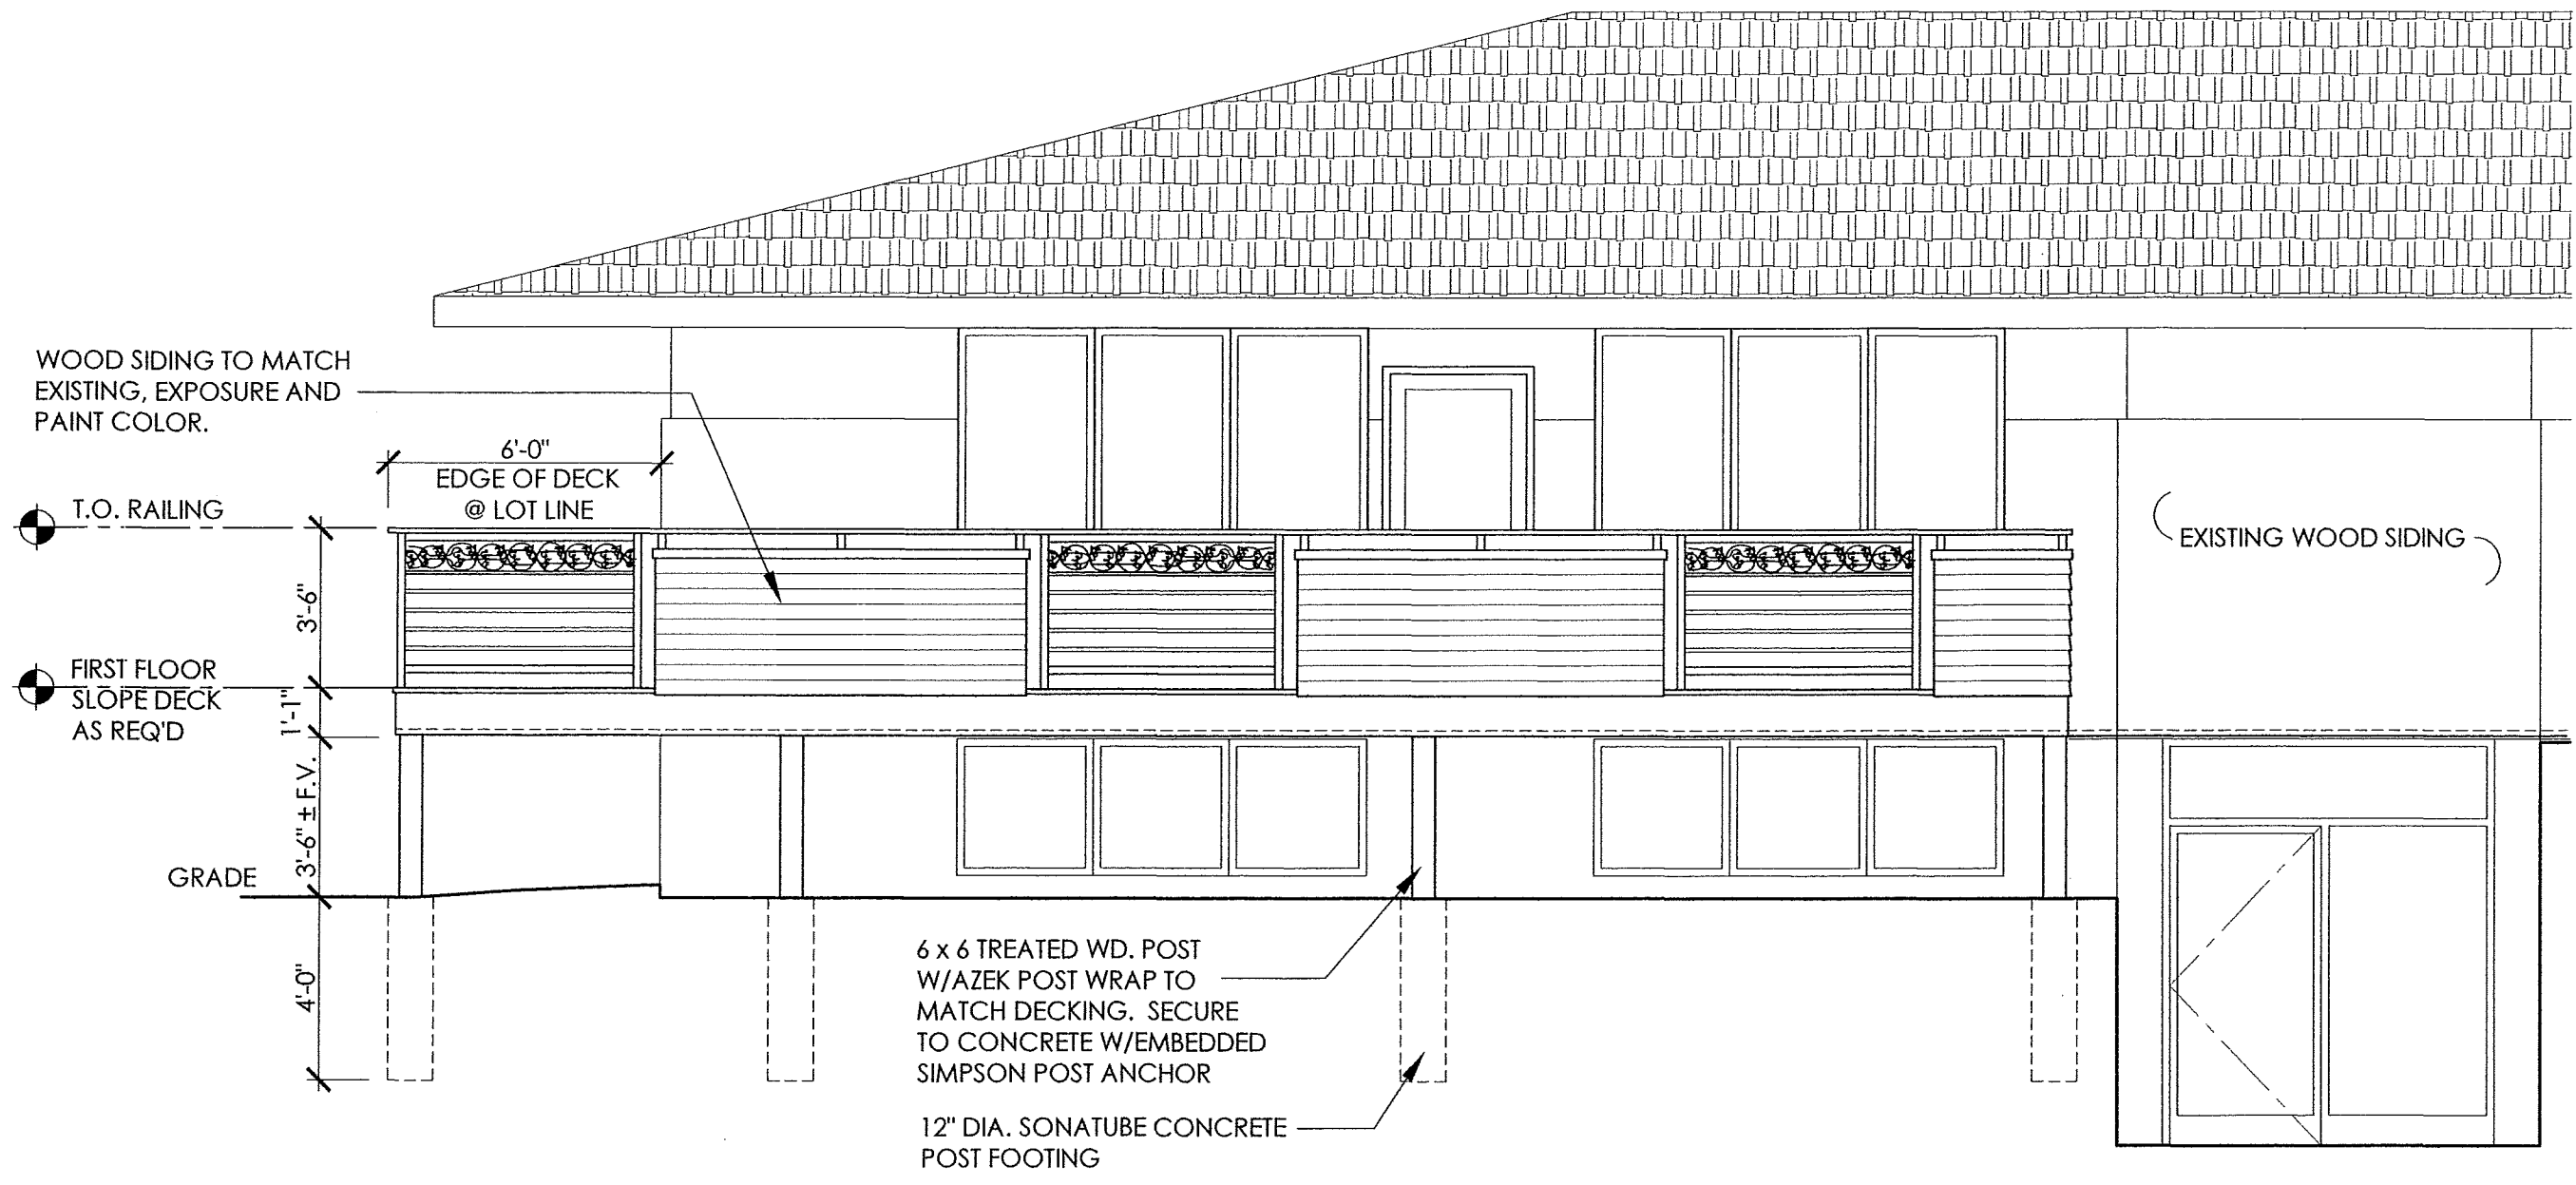 WOOD SIDING TO MATCH
EXISTING, EXPOSURE AND
PAINT COLOR.
6'-0"
EDGE OF DECK
@ LOT LINE
T.O. RAILING
EXISTING WOOD SIDING
3'-6"
FIRST FLOOR
SLOPE DECK
AS REQ'D
1'-1"
3'-6" ± F.V.
GRADE
4'-0"
6 x 6 TREATED WD. POST
W/AZEK POST WRAP TO
MATCH DECKING. SECURE
TO CONCRETE W/EMBEDDED
SIMPSON POST ANCHOR
12" DIA. SONATUBE CONCRETE
POST FOOTING